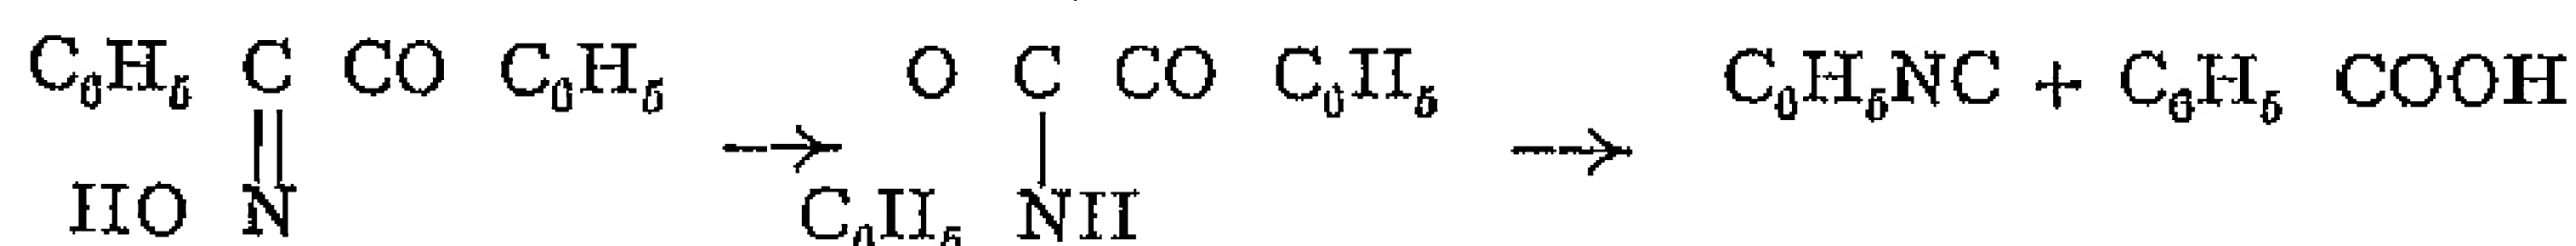 C₆H₅ C CO C₆H₅ O C CO C₆H₅ C₆H₅NC + C₆H₅ COOH
‖ → | →
HO N C₆H₅ NH